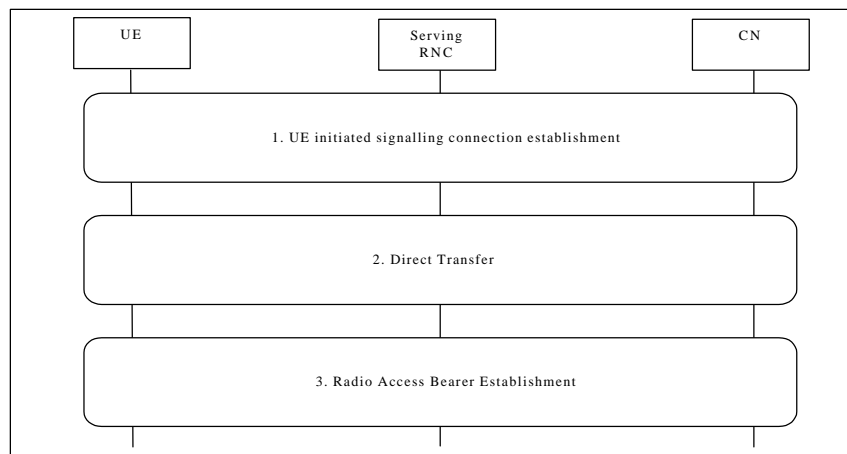 UE
Serving
RNC
CN
1. UE initiated signalling connection establishment
2. Direct Transfer
3. Radio Access Bearer Establishment